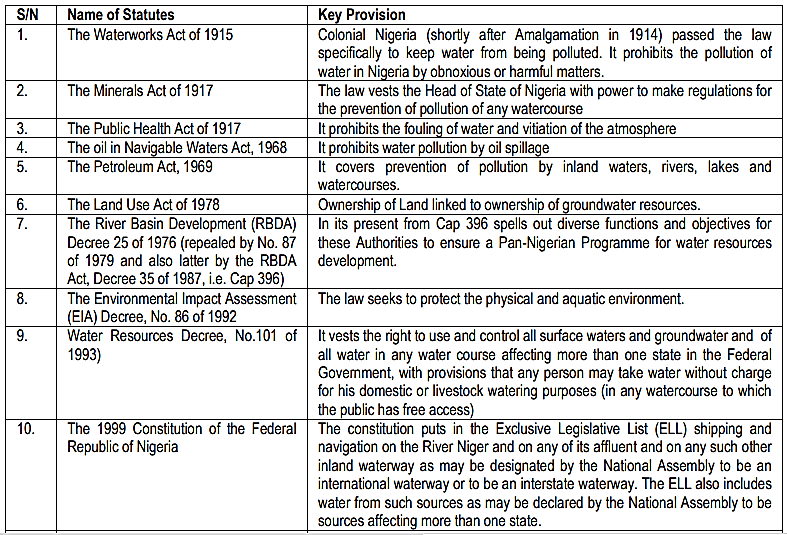 S/N Name of Statutes Key Provision
1. The Waterworks Act of 1915 Colonial Nigeria (shortly after Amalgamation in 1914) passed the law
specifically to keep water from being polluted. It prohibits the pollution of
water in Nigeria by obnoxious or harmful matters.
2. The Minerals Act of 1917 The law vests the Head of State of Nigeria with power to make regulations for
the prevention of pollution of any watercourse
3. The Public Health Act of 1917 It prohibits the fouling of water and vitiation of the atmosphere
4. The oil in Navigable Waters Act, 1968 It prohibits water pollution by oil spillage
5. The Petroleum Act, 1969 It covers prevention of pollution by inland waters, rivers, lakes and
watercourses.
6. The Land Use Act of 1978 Ownership of Land linked to ownership of groundwater resources.
7. The River Basin Development (RBDA) In its present from Cap 396 spells out diverse functions and objectives for
Decree 25 of 1976 (repealed by No. 87 these Authorities to ensure a Pan-Nigerian Programme for water resources
of 1979 and also latter by the RBDA development.
Act, Decree 35 of 1987, i.e. Cap 396)
8. The Environmental Impact Assessment The law seeks to protect the physical and aquatic environment.
(EIA) Decree, No. 86 of 1992
9. Water Resources Decree, No.101 of It vests the right to use and control all surface waters and groundwater and of
1993) all water in any water course affecting more than one state in the Federal
Government, with provisions that any person may take water without charge
for his domestic or livestock watering purposes (in any watercourse to which
the public has free access)
10. The 1999 Constitution of the Federal The constitution puts in the Exclusive Legislative List (ELL) shipping and
Republic of Nigeria navigation on the River Niger and on any of its affluent and on any such other
inland waterway as may be designated by the National Assembly to be an
international waterway or to be an interstate waterway. The ELL also includes
water from such sources as may be declared by the National Assembly to be
sources affecting more than one state.